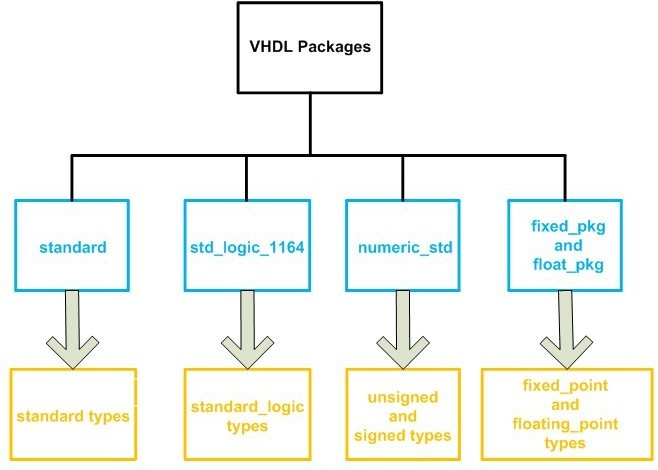 VHDL Packages
standard
std_logic_1164
numeric_std
fixed_pkg
and
float_pkg
standard types
standard_logic
types
unsigned
and
signed types
fixed_point
and
floating_point
types